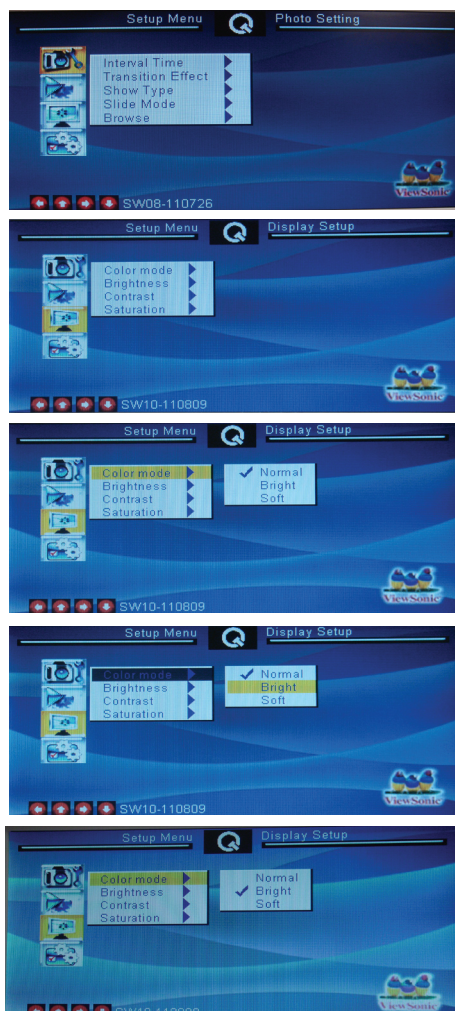 Setup Menu Photo Setting
Interval Time
Transition Effect
Show Type
Slide Mode
Browse
ViewSonic
SW08-110726
Setup Menu Display Setup
Color mode
Brightness
Contrast
Saturation
ViewSonic
SW10-110809
Setup Menu Display Setup
Color mode Normal
Brightness Bright
Contrast Soft
Saturation
ViewSonic
SW10-110809
Setup Menu Display Setup
Color mode Normal
Brightness Bright
Contrast Soft
Saturation
ViewSonic
SW10-110809
Setup Menu Display Setup
Color mode Normal
Brightness Bright
Contrast Soft
Saturation
ViewSonic